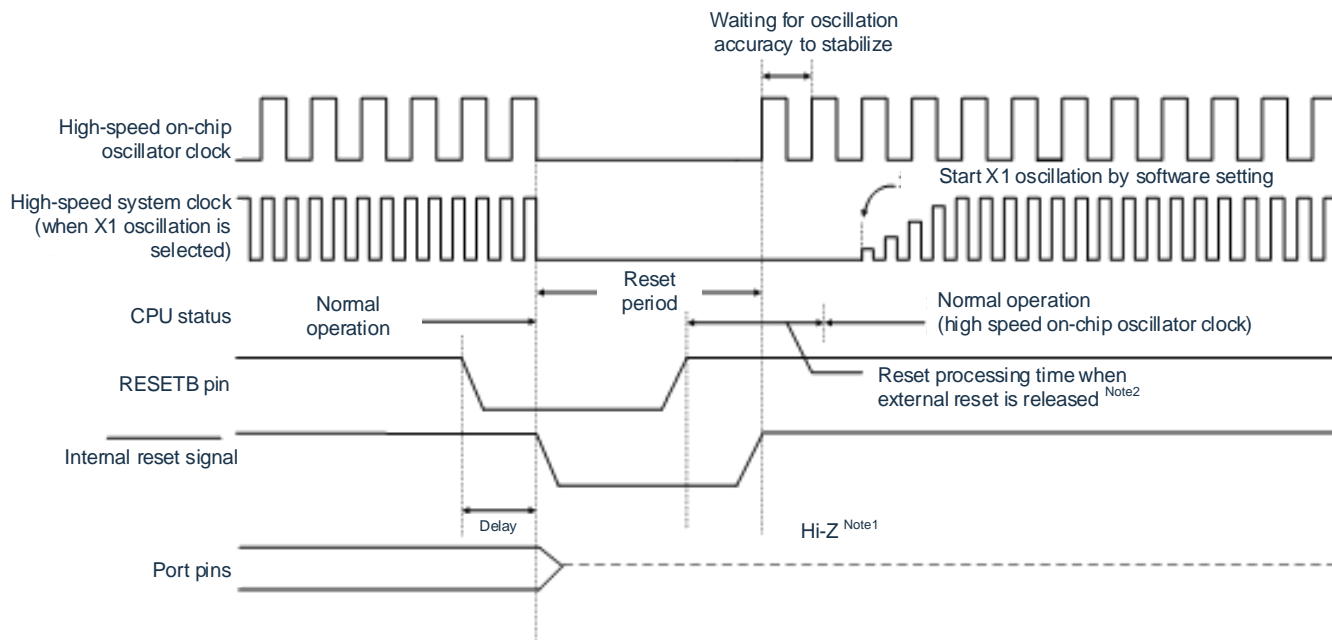 Waiting for oscillation
accuracy to stabilize
High-speed on-chip
oscillator clock
Start X1 oscillation by software setting
High-speed system clock
(when X1 oscillation is
selected)
Reset
period
Normal
operation
Normal operation
(high speed on-chip oscillator clock)
CPU status
RESETB pin
Reset processing time when
external reset is released Note2
Internal reset signal
Delay
Hi-Z Note1
Port pins